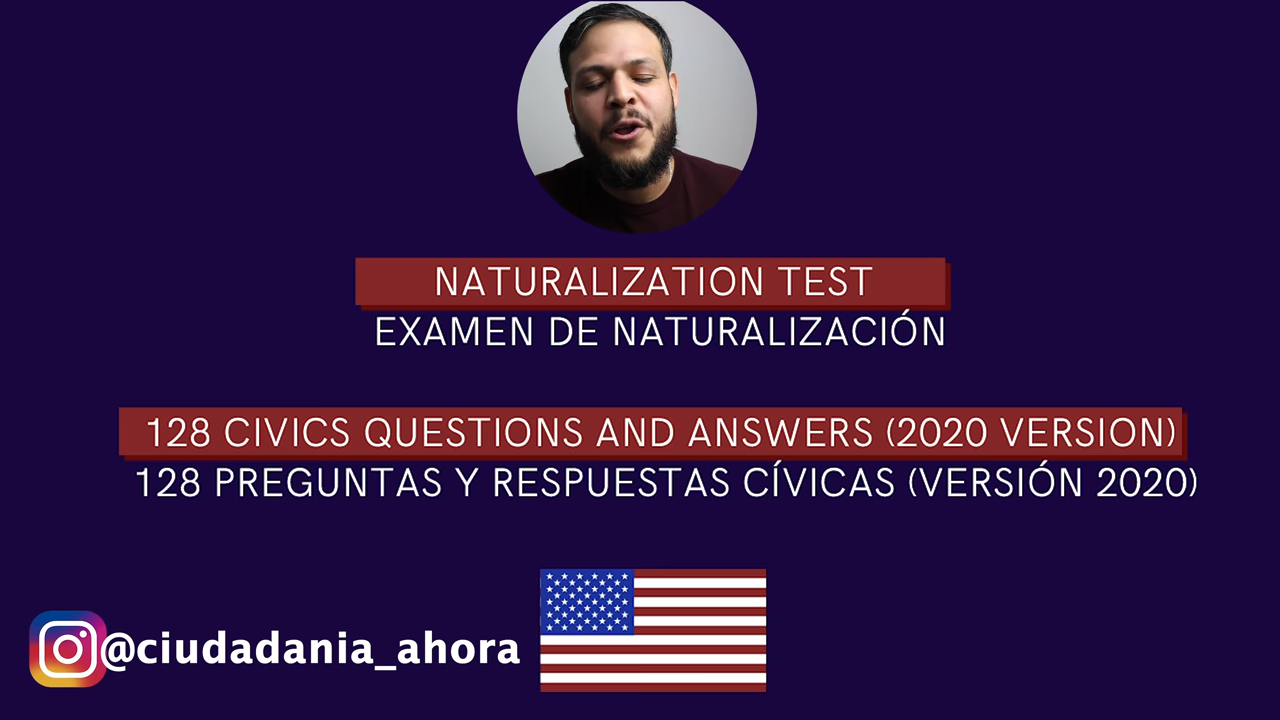 NATURALIZATION TEST
EXAMEN DE NATURALIZACIÓN
128 CIVICS QUESTIONS AND ANSWERS (2020 VERSION)
128 PREGUNTAS Y RESPUESTAS CÍVICAS (VERSIÓN 2020)
@ciudadania_ahora